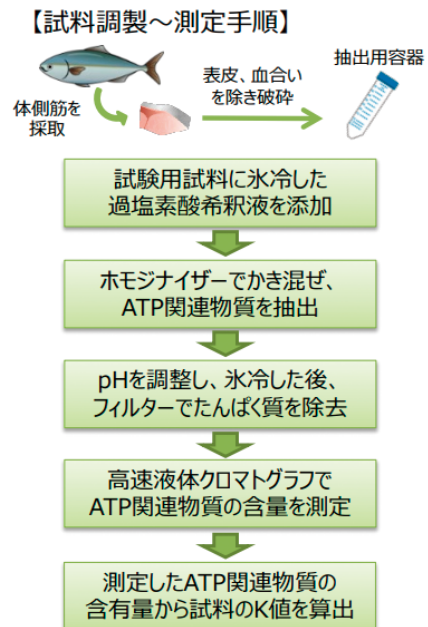 【試料調製～測定手順】
抽出用容器
表皮、血合い
を除き破砕
体側筋を
採取
試験用試料に氷冷した
過塩素酸希釈液を添加
ホモジナイザーでかき混ぜ、
ATP関連物質を抽出
pHを調整し、氷冷した後、
フィルターでたんぱく質を除去
高速液体クロマトグラフで
ATP関連物質の含量を測定
測定したATP関連物質の
含有量から試料のK値を算出